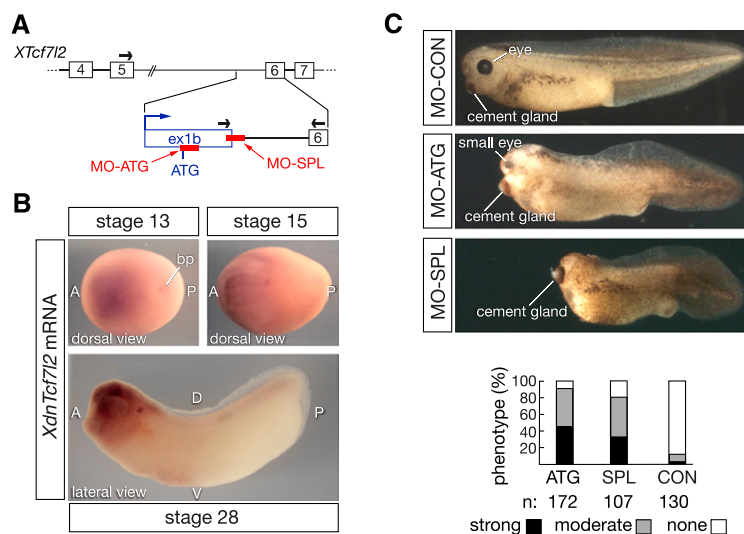 A
XTcf7l2
4 5 6 7
ex1b 6
MO-ATG ATG MO-SPL
B
stage 13 stage 15
XdnTcf7l2 mRNA
bp
A P A P
dorsal view dorsal view
D
A P
lateral view V
stage 28
C
MO-CON
eye
cement gland
MO-ATG
small eye
cement gland
MO-SPL
cement gland
phenotype (%)
100
80
60
40
20
ATG SPL CON
n: 172 107 130
strong moderate none